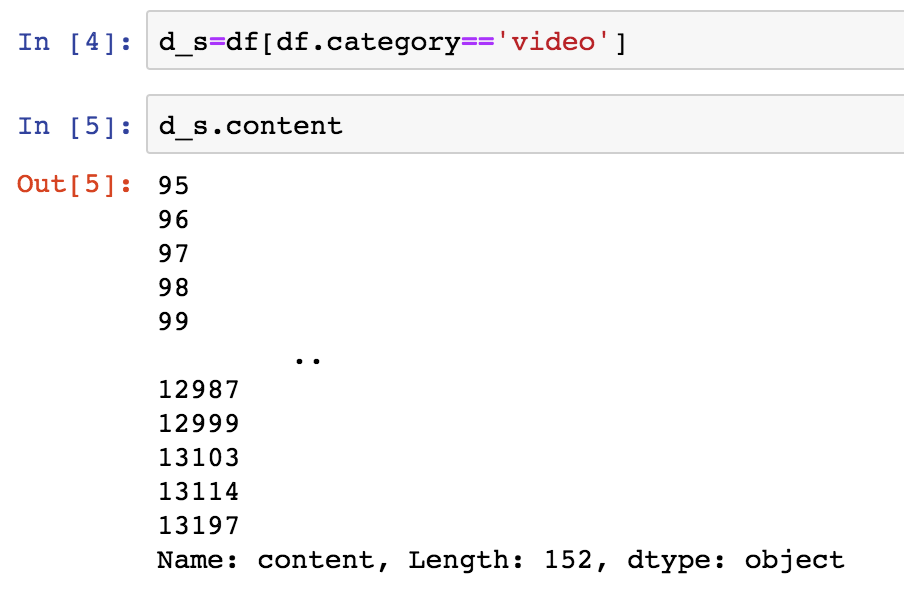 In [4]: d_s=df[df.category=='video']
In [5]: d_s.content
Out[5]: 95
96
97
98
99
..
12987
12999
13103
13114
13197
Name: content, Length: 152, dtype: object